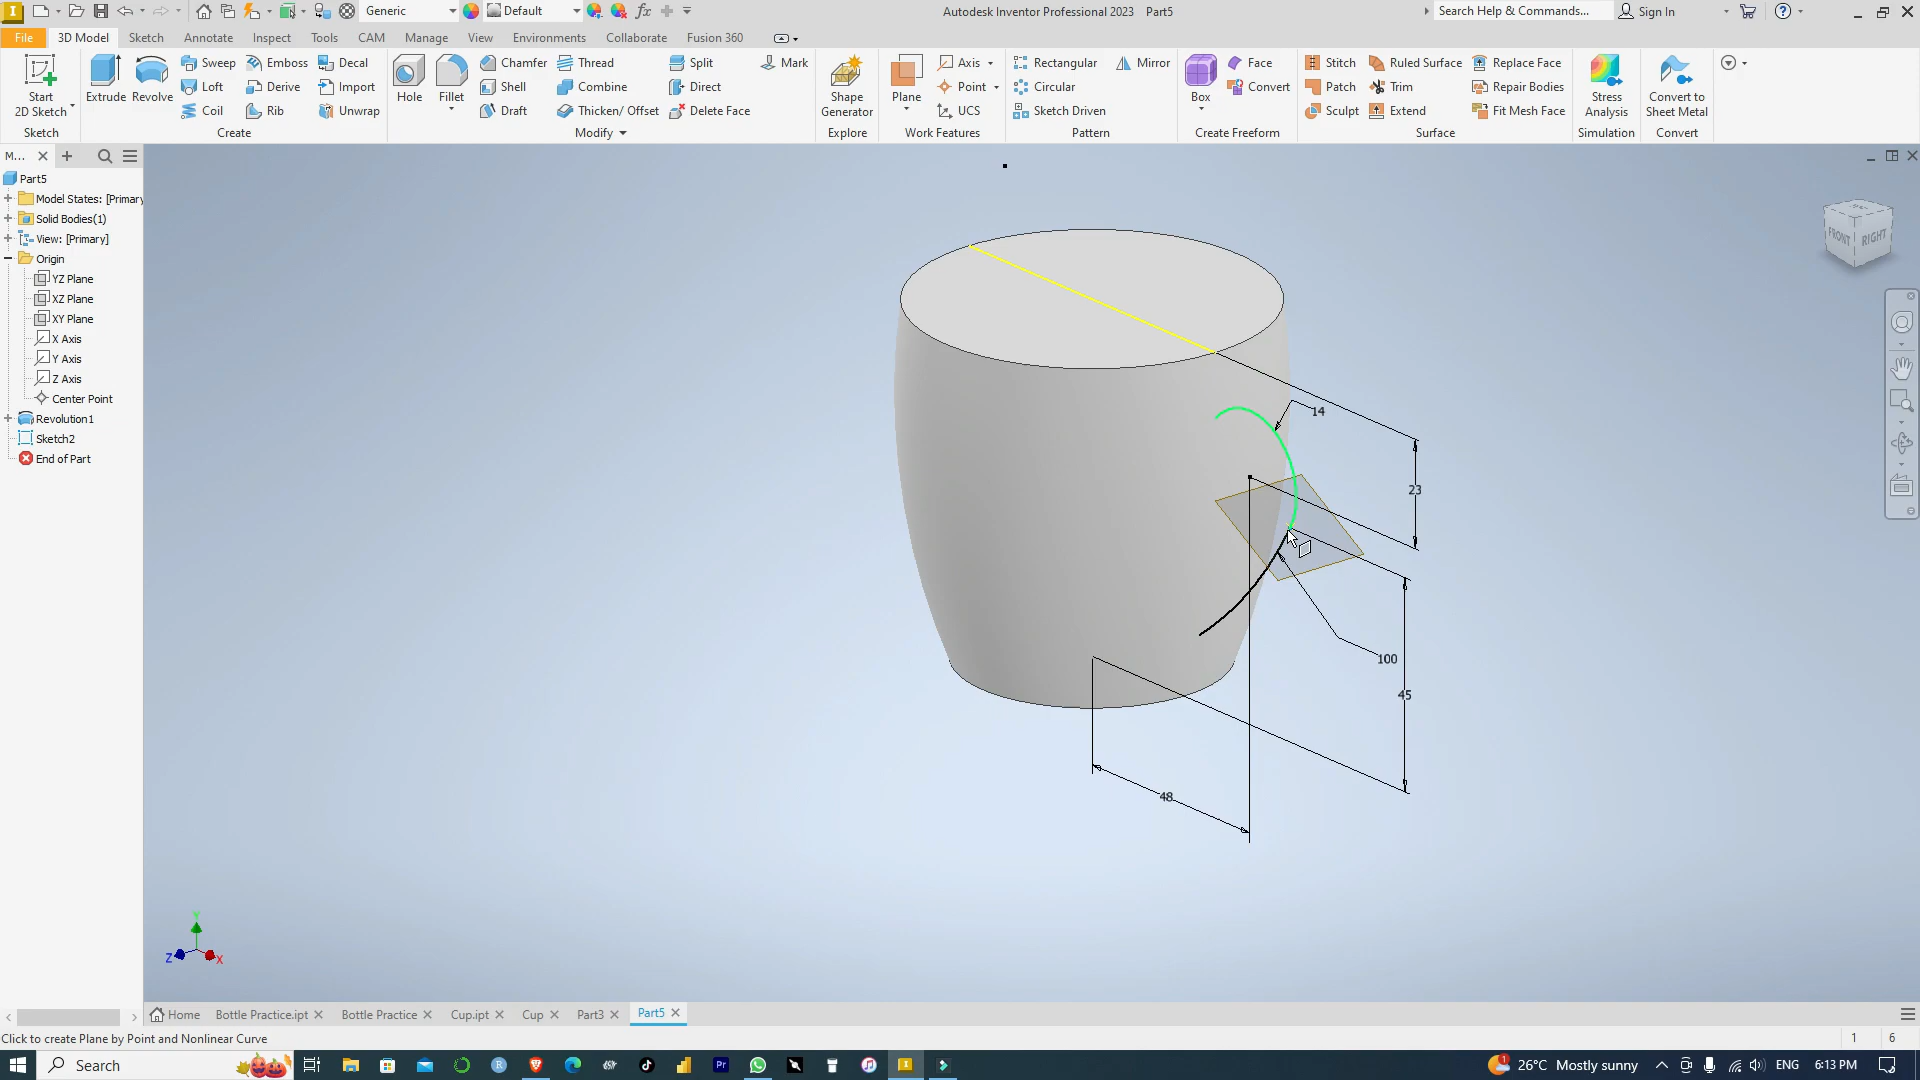 Generic
Default
fx
Autodesk Inventor Professional 2023 Part5
Search Help & Commands...
Sign In
File
3D Model
Sketch
Annotate
Inspect
Tools
CAM
Manage
View
Environments
Collaborate
Fusion 360
Start
2D Sketch
Sketch
Extrude
Revolve
Sweep
Loft
Coil
Emboss
Derive
Rib
Decal
Import
Unwrap
Create
Hole
Fillet
Chamfer
Shell
Draft
Thread
Combine
Thicken/ Offset
Split
Direct
Delete Face
Mark
Modify
Shape
Generator
Explore
Plane
Axis
Point
UCS
Work Features
Rectangular
Circular
Sketch Driven
Mirror
Pattern
Box
Face
Convert
Create Freeform
Stitch
Patch
Sculpt
Ruled Surface
Trim
Extend
Replace Face
Repair Bodies
Fit Mesh Face
Surface
Stress
Analysis
Simulation
Convert to
Sheet Metal
Convert
M...
Part5
Model States: [Primary
Solid Bodies(1)
View: [Primary]
Origin
YZ Plane
XZ Plane
XY Plane
X Axis
Y Axis
Z Axis
Center Point
Revolution1
Sketch2
End of Part
FRONT
RIGHT
14
23
100
45
48
Y
Z
X
Home
Bottle Practice.ipt
Bottle Practice
Cup.ipt
Cup
Part3
Part5
Click to create Plane by Point and Nonlinear Curve
1
6
Search
26°C Mostly sunny
ENG
6:13 PM